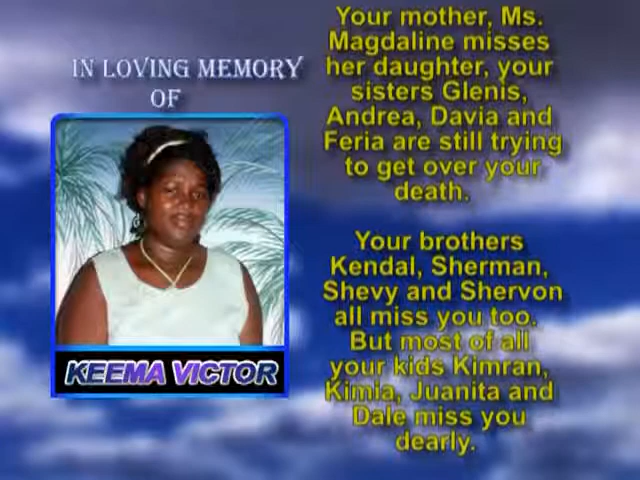 IN LOVING MEMORY
OF
KEEMA VICTOR
Your mother, Ms.
Magdaline misses
her daughter, your
sisters Glenis,
Andrea, Davia and
Feria are still trying
to get over your
death.
Your brothers
Kendal, Sherman,
Shevy and Shervon
all miss you too.
But most of all
your kids Kimran,
Kimia, Juanita and
Dale miss you
dearly.